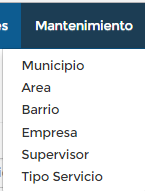 es Mantenimiento
Municipio
Area
Barrio
Empresa
Supervisor
Tipo Servicio